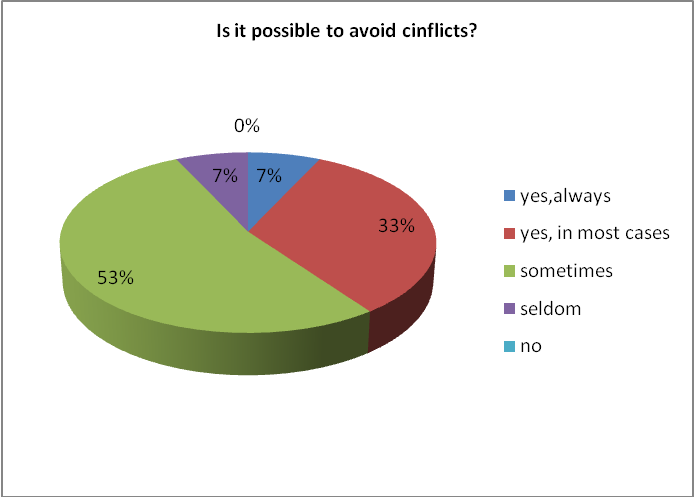 Is it possible to avoid cinflicts?
0%
7%
7%
33%
53%
yes,always
yes, in most cases
sometimes
seldom
no